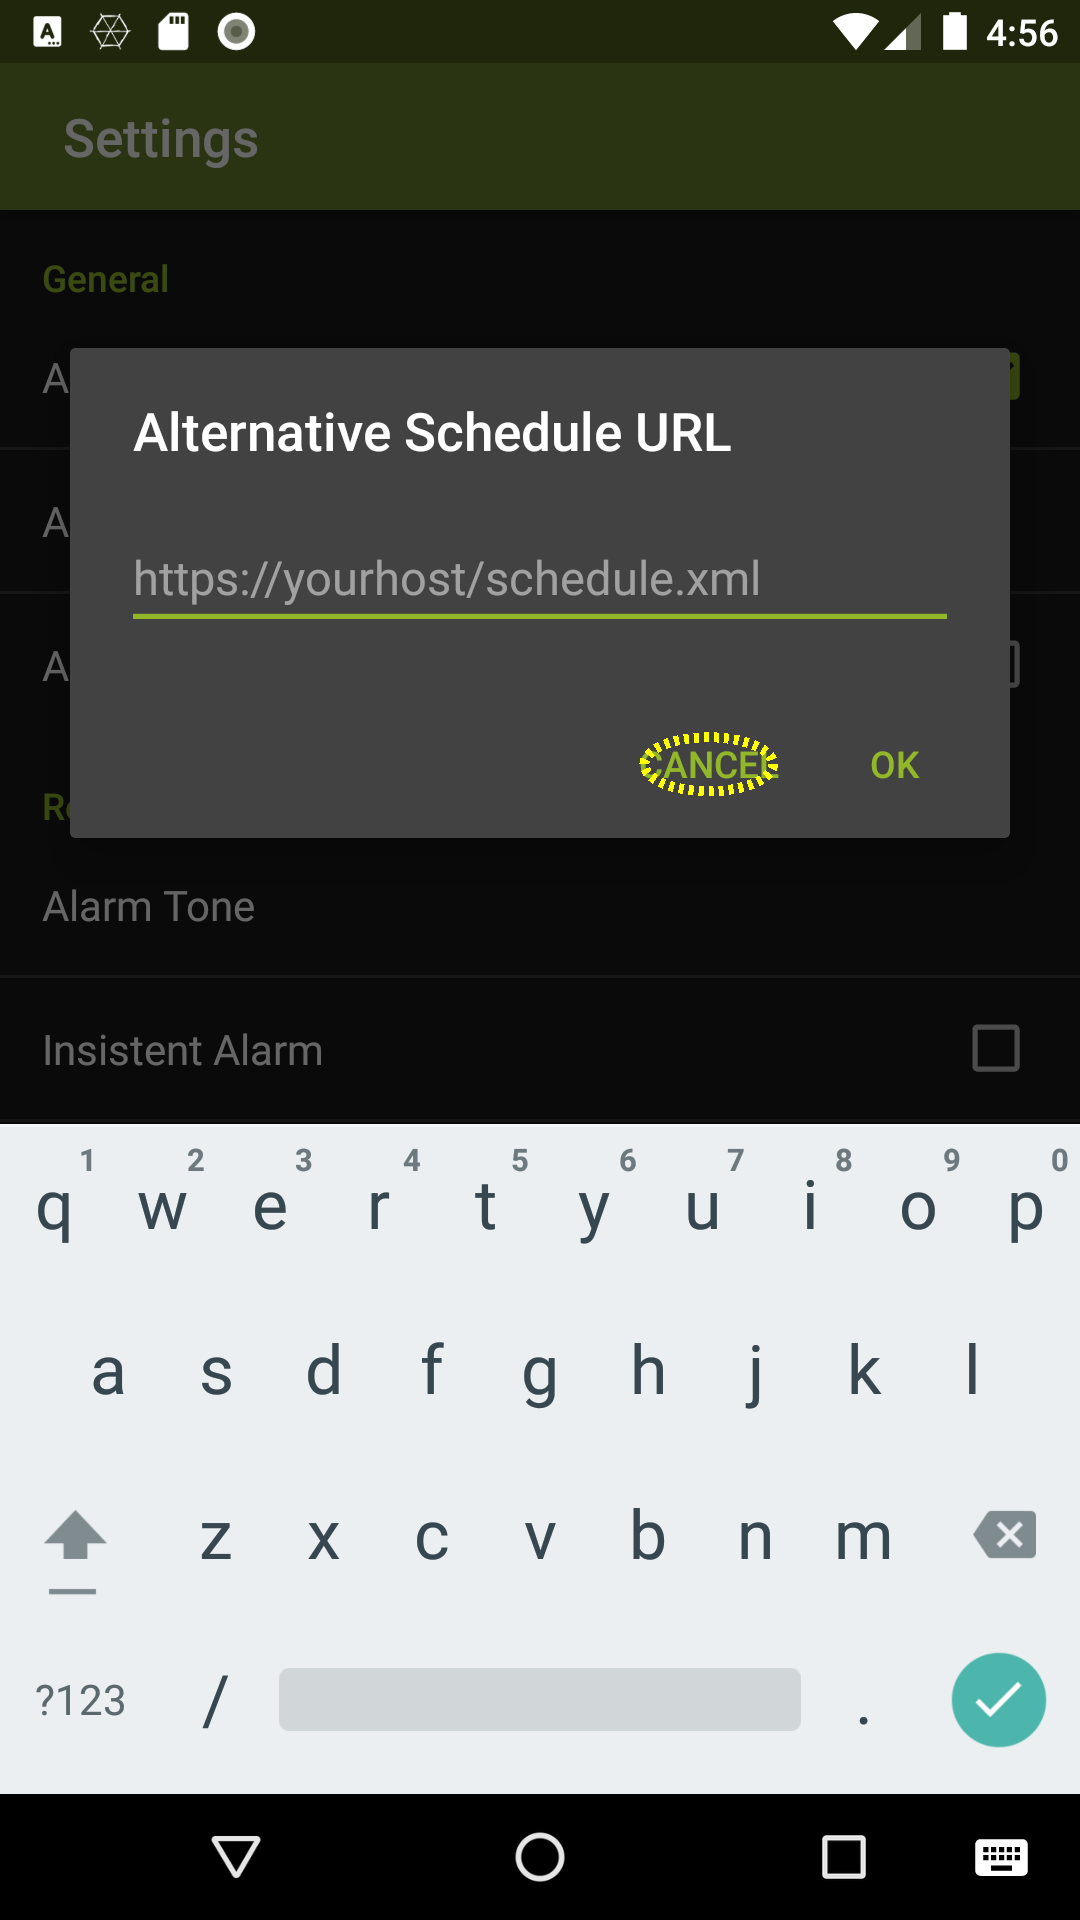 4:56
Settings
General
A
Alternative Schedule URL
A
https://yourhost/schedule.xml
A
CANCEL OK
Re
Alarm Tone
Insistent Alarm
1 2 3 4 5 6 7 8 9 0
q w e r t y u i o p
a s d f g h j k l
z x c v b n m
?123 / .